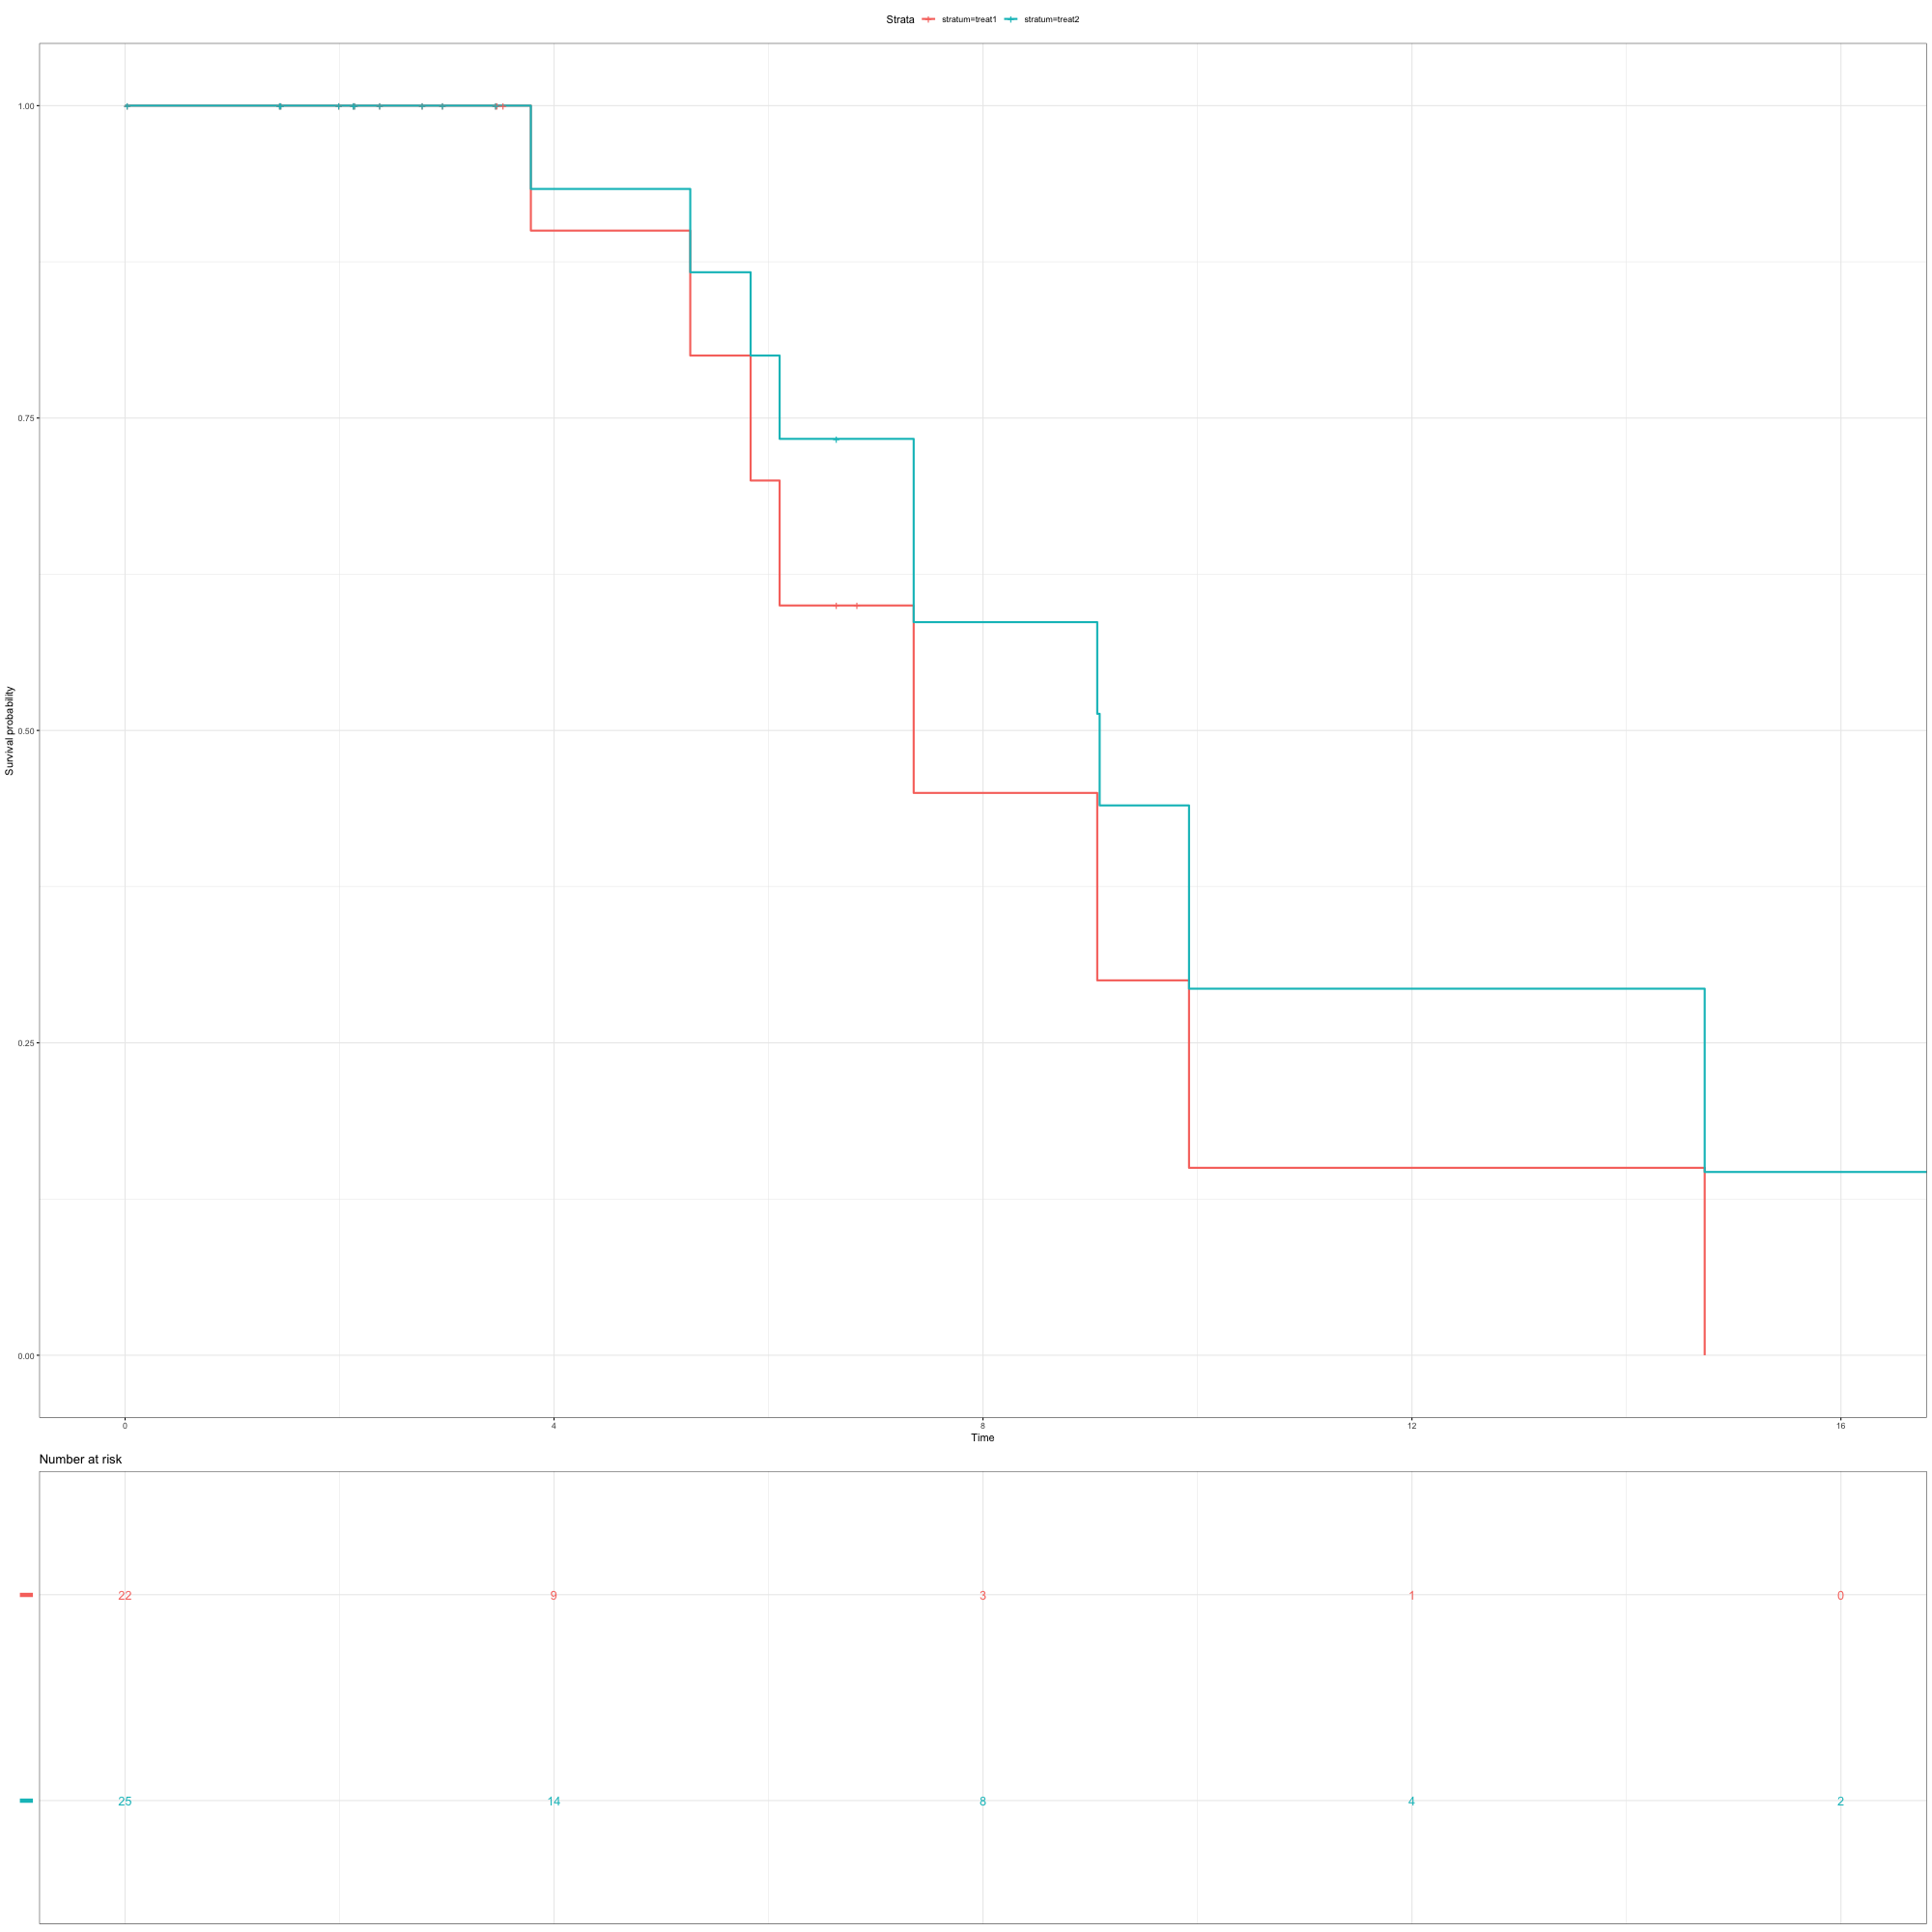 Strata stratum=treat1 stratum=treat2
1.00
0.75
0.50
0.25
0.00
Survival probability
0 4 8 12 16
Time
Number at risk
22 9 3 1 0
25 14 8 4 2